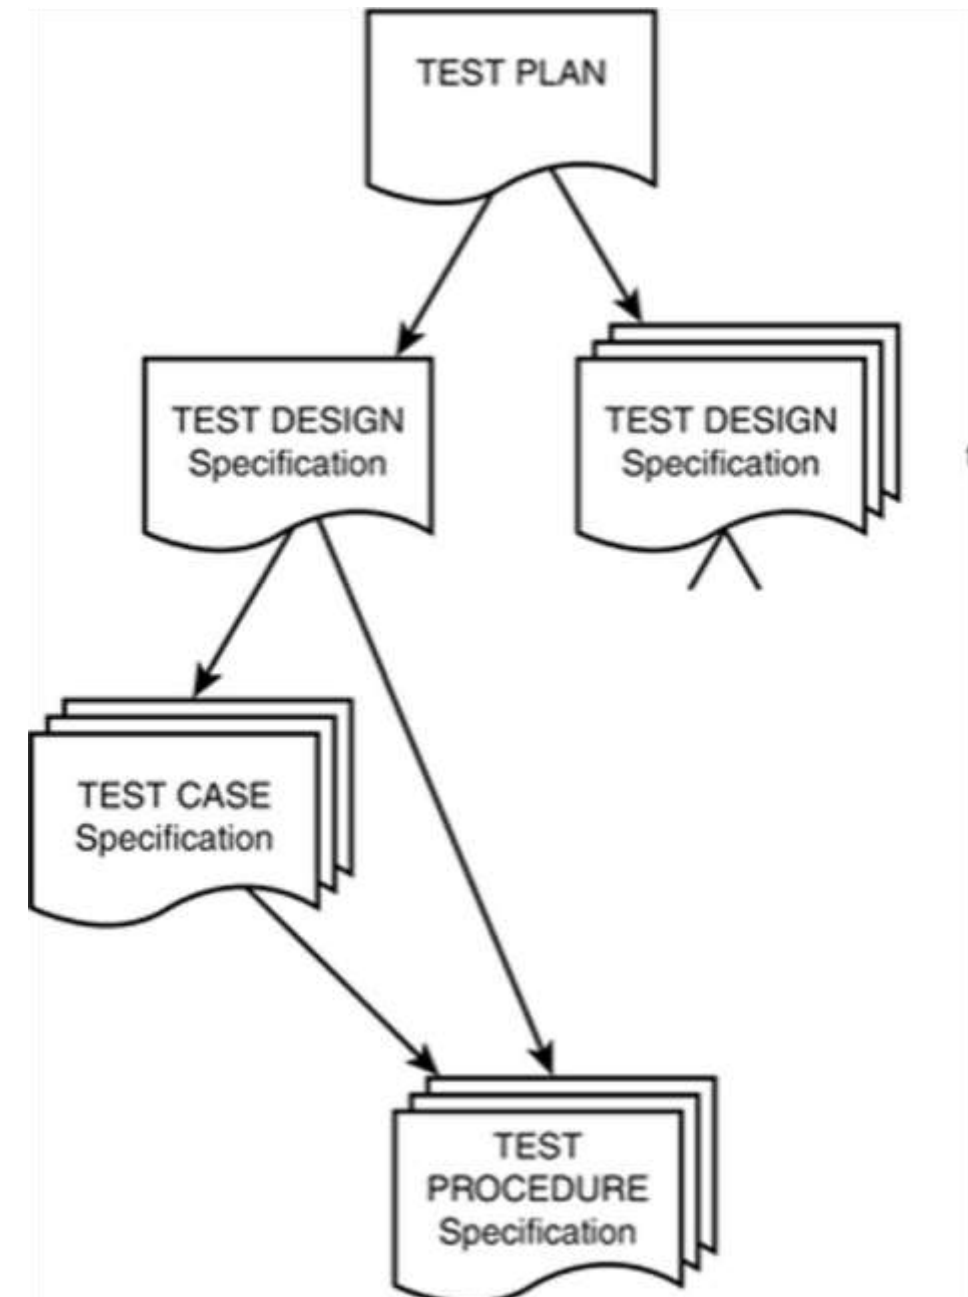 TEST PLAN
TEST DESIGN
Specification
TEST DESIGN
Specification
TEST CASE
Specification
TEST
PROCEDURE
Specification